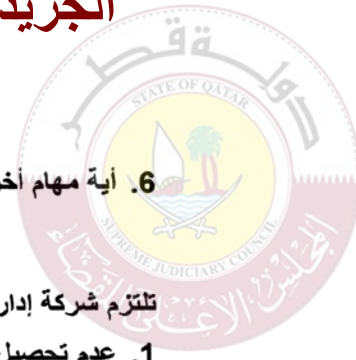 الجريد
دولة قطر
STATE OF QATAR
6. أية مهام أخر
SUPREME JUDICIARY COUNCIL
المجلس الأعلى للقضاء
تلتزم شركة إدار
1. عدم تحصيل